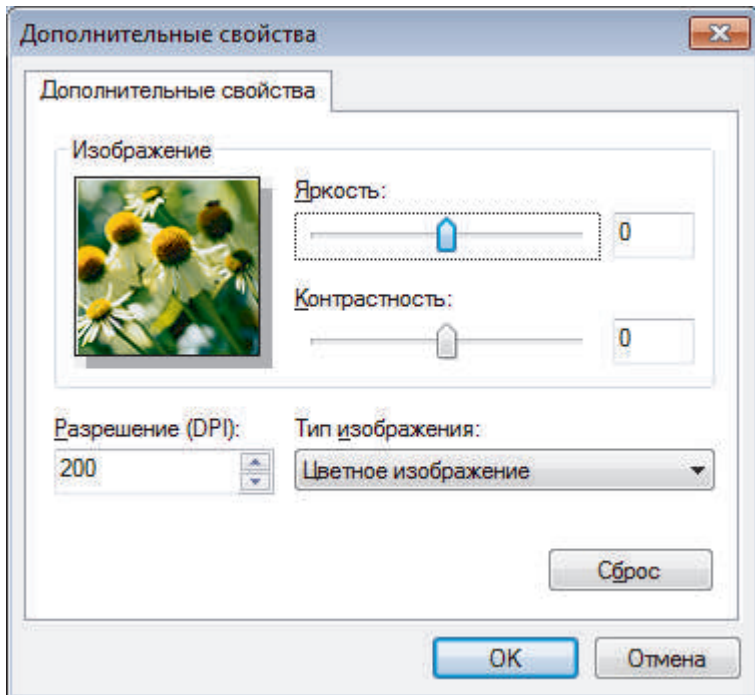 Дополнительные свойства
Дополнительные свойства
Изображение
Яркость:
0
Контрастность:
0
Разрешение (DPI):
200
Тип изображения:
Цветное изображение
Сброс
OK
Отмена